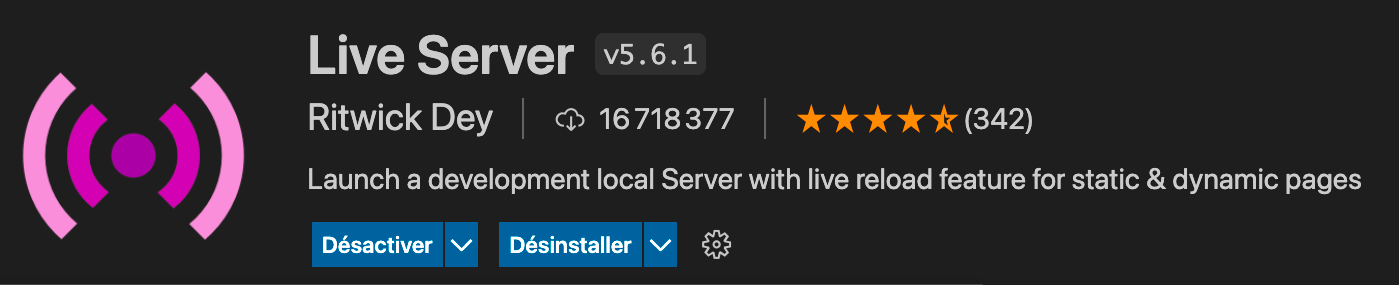 Live Server v5.6.1
Ritwick Dey 16 718 377 (342)
Launch a development local Server with live reload feature for static & dynamic pages
Désactiver Désinstaller